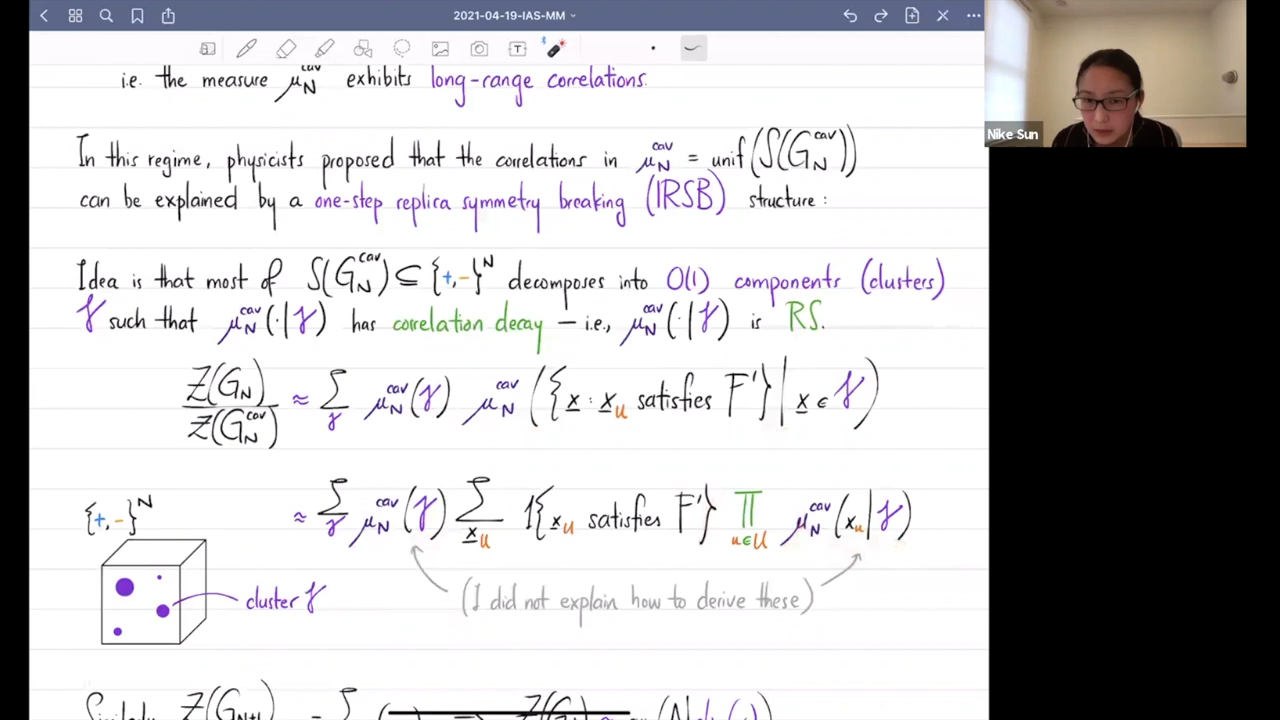 2021-04-19-IAS-MM
Nike Sun
i.e. the measure μ_N^cav exhibits long-range correlations.
In this regime, physicists proposed that the correlations in μ_N^cav = unif(S(G_N^cav))
can be explained by a one-step replica symmetry breaking (1RSB) structure :
Idea is that most of S(G_N^cav) ⊆ {+,-}^N decomposes into O(1) components (clusters)
γ such that μ_N^cav(·|γ) has correlation decay — i.e., μ_N^cav(·|γ) is RS.
Z(G_N)/Z(G_N^cav) ≈ Σ_γ μ_N^cav(γ) μ_N^cav({x : x_U satisfies F'} | x ∈ γ)
{+,-}^N
≈ Σ_γ μ_N^cav(γ) Σ_{x_U} 1{x_U satisfies F'} Π_{u∈U} μ_N^cav(x_u|γ)
cluster γ
(I did not explain how to derive these)
Similarly Z(G_{N+1})